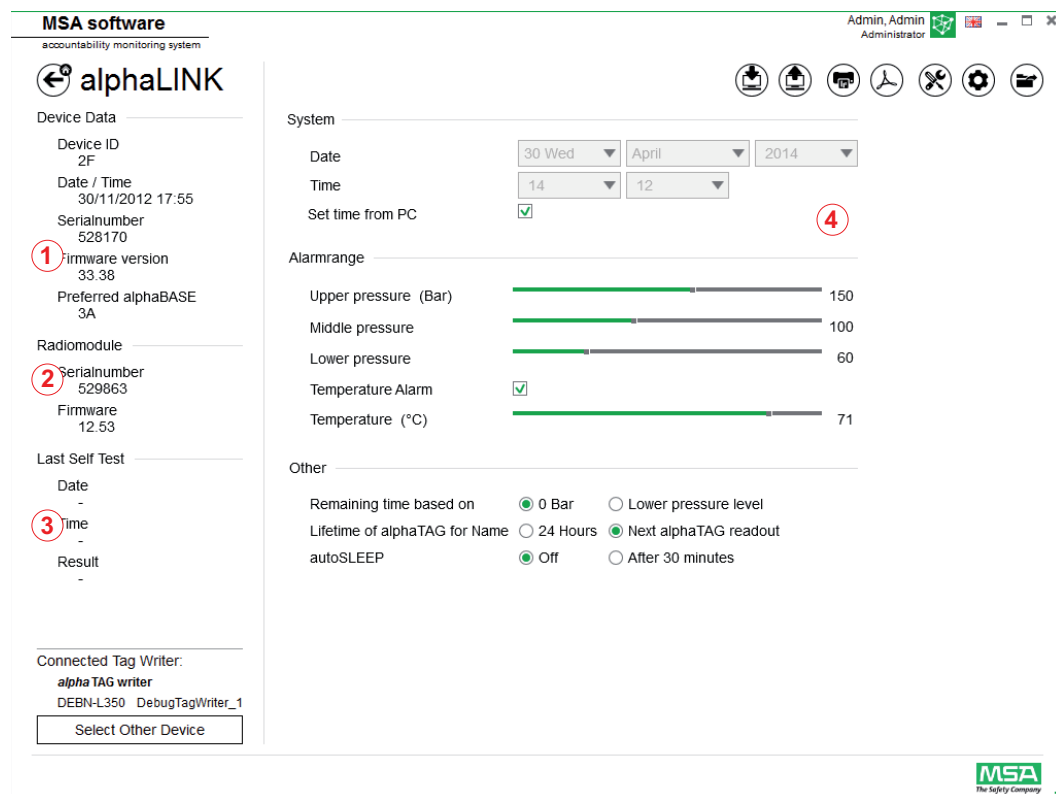 MSA software
accountability monitoring system
Admin, Admin
Administrator
alphaLINK
Device Data
Device ID
2F
Date / Time
30/11/2012 17:55
Serialnumber
528170
1
Firmware version
33.38
Preferred alphaBASE
3A
Radiomodule
2
Serialnumber
529863
Firmware
12.53
Last Self Test
Date
-
3
Time
-
Result
-
Connected Tag Writer:
alpha TAG writer
DEBN-L350 DebugTagWriter_1
Select Other Device
System
Date 30 Wed April 2014
Time 14 12
Set time from PC
4
Alarmrange
Upper pressure (Bar) 150
Middle pressure 100
Lower pressure 60
Temperature Alarm
Temperature (°C) 71
Other
Remaining time based on 0 Bar Lower pressure level
Lifetime of alphaTAG for Name 24 Hours Next alphaTAG readout
autoSLEEP Off After 30 minutes
MSA
The Safety Company